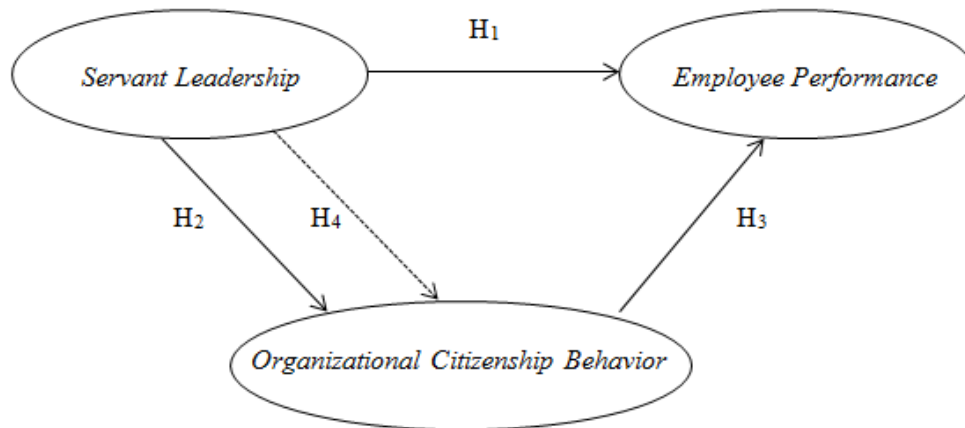 H₁
Servant Leadership
Employee Performance
H₂
H₄
H₃
Organizational Citizenship Behavior